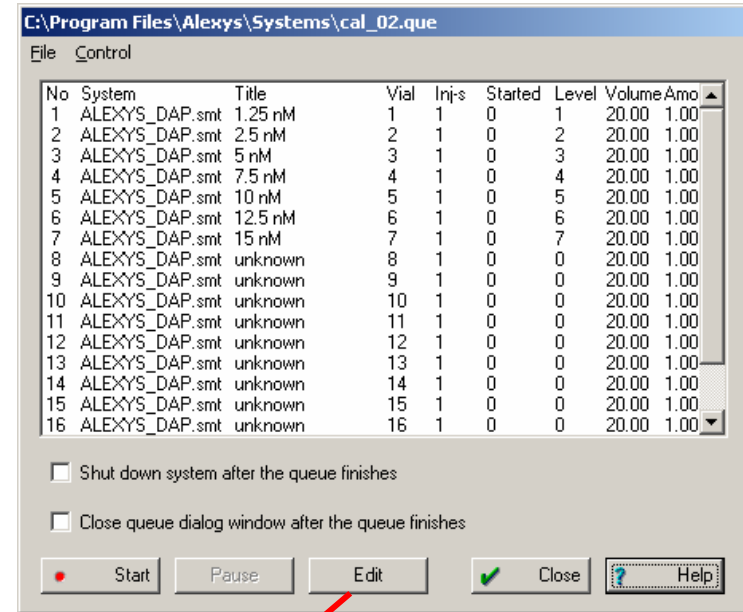 C:\Program Files\Alexys\Systems\cal_02.que
File Control
No System Title Vial Inj-s Started Level Volume Amo
1 ALEXYS_DAP.smt 1.25 nM 1 1 0 1 20.00 1.00
2 ALEXYS_DAP.smt 2.5 nM 2 1 0 2 20.00 1.00
3 ALEXYS_DAP.smt 5 nM 3 1 0 3 20.00 1.00
4 ALEXYS_DAP.smt 7.5 nM 4 1 0 4 20.00 1.00
5 ALEXYS_DAP.smt 10 nM 5 1 0 5 20.00 1.00
6 ALEXYS_DAP.smt 12.5 nM 6 1 0 6 20.00 1.00
7 ALEXYS_DAP.smt 15 nM 7 1 0 7 20.00 1.00
8 ALEXYS_DAP.smt unknown 8 1 0 0 20.00 1.00
9 ALEXYS_DAP.smt unknown 9 1 0 0 20.00 1.00
10 ALEXYS_DAP.smt unknown 10 1 0 0 20.00 1.00
11 ALEXYS_DAP.smt unknown 11 1 0 0 20.00 1.00
12 ALEXYS_DAP.smt unknown 12 1 0 0 20.00 1.00
13 ALEXYS_DAP.smt unknown 13 1 0 0 20.00 1.00
14 ALEXYS_DAP.smt unknown 14 1 0 0 20.00 1.00
15 ALEXYS_DAP.smt unknown 15 1 0 0 20.00 1.00
16 ALEXYS_DAP.smt unknown 16 1 0 0 20.00 1.00
Shut down system after the queue finishes
Close queue dialog window after the queue finishes
Start Pause Edit Close ? Help